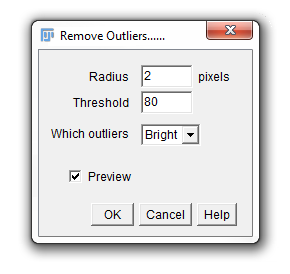 Remove Outliers......
Radius 2 pixels
Threshold 80
Which outliers Bright
Preview
OK Cancel Help